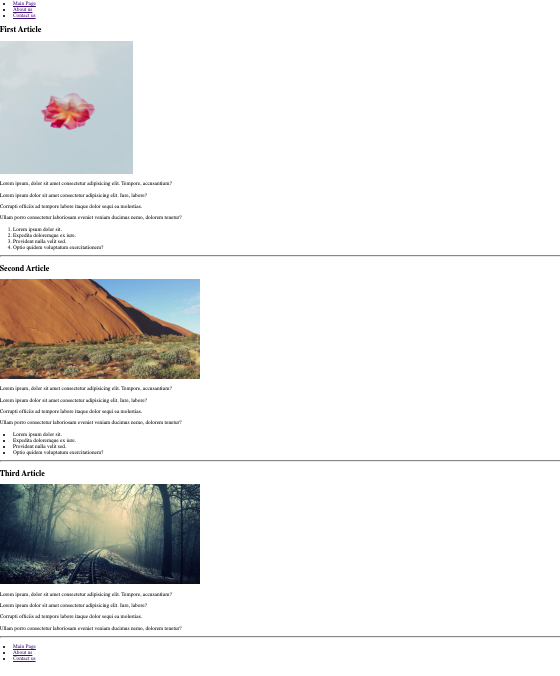 Main Page
About us
Contact us
First Article
Lorem ipsum, dolor sit amet consectetur adipisicing elit. Tempore, accusantium?
Lorem ipsum dolor sit amet consectetur adipisicing elit. Iure, labore?
Corrupti officiis ad tempore labore itaque dolor sequi ea molestias.
Ullam porro consectetur laboriosam eveniet veniam ducimus nemo, dolorem tenetur?
1. Lorem ipsum dolor sit.
2. Expedita doloremque ex iure.
3. Provident nulla velit sed.
4. Optio quidem voluptatum exercitationem?
Second Article
Lorem ipsum, dolor sit amet consectetur adipisicing elit. Tempore, accusantium?
Lorem ipsum dolor sit amet consectetur adipisicing elit. Iure, labore?
Corrupti officiis ad tempore labore itaque dolor sequi ea molestias.
Ullam porro consectetur laboriosam eveniet veniam ducimus nemo, dolorem tenetur?
Lorem ipsum dolor sit.
Expedita doloremque ex iure.
Provident nulla velit sed.
Optio quidem voluptatum exercitationem?
Third Article
Lorem ipsum, dolor sit amet consectetur adipisicing elit. Tempore, accusantium?
Lorem ipsum dolor sit amet consectetur adipisicing elit. Iure, labore?
Corrupti officiis ad tempore labore itaque dolor sequi ea molestias.
Ullam porro consectetur laboriosam eveniet veniam ducimus nemo, dolorem tenetur?
Main Page
About us
Contact us